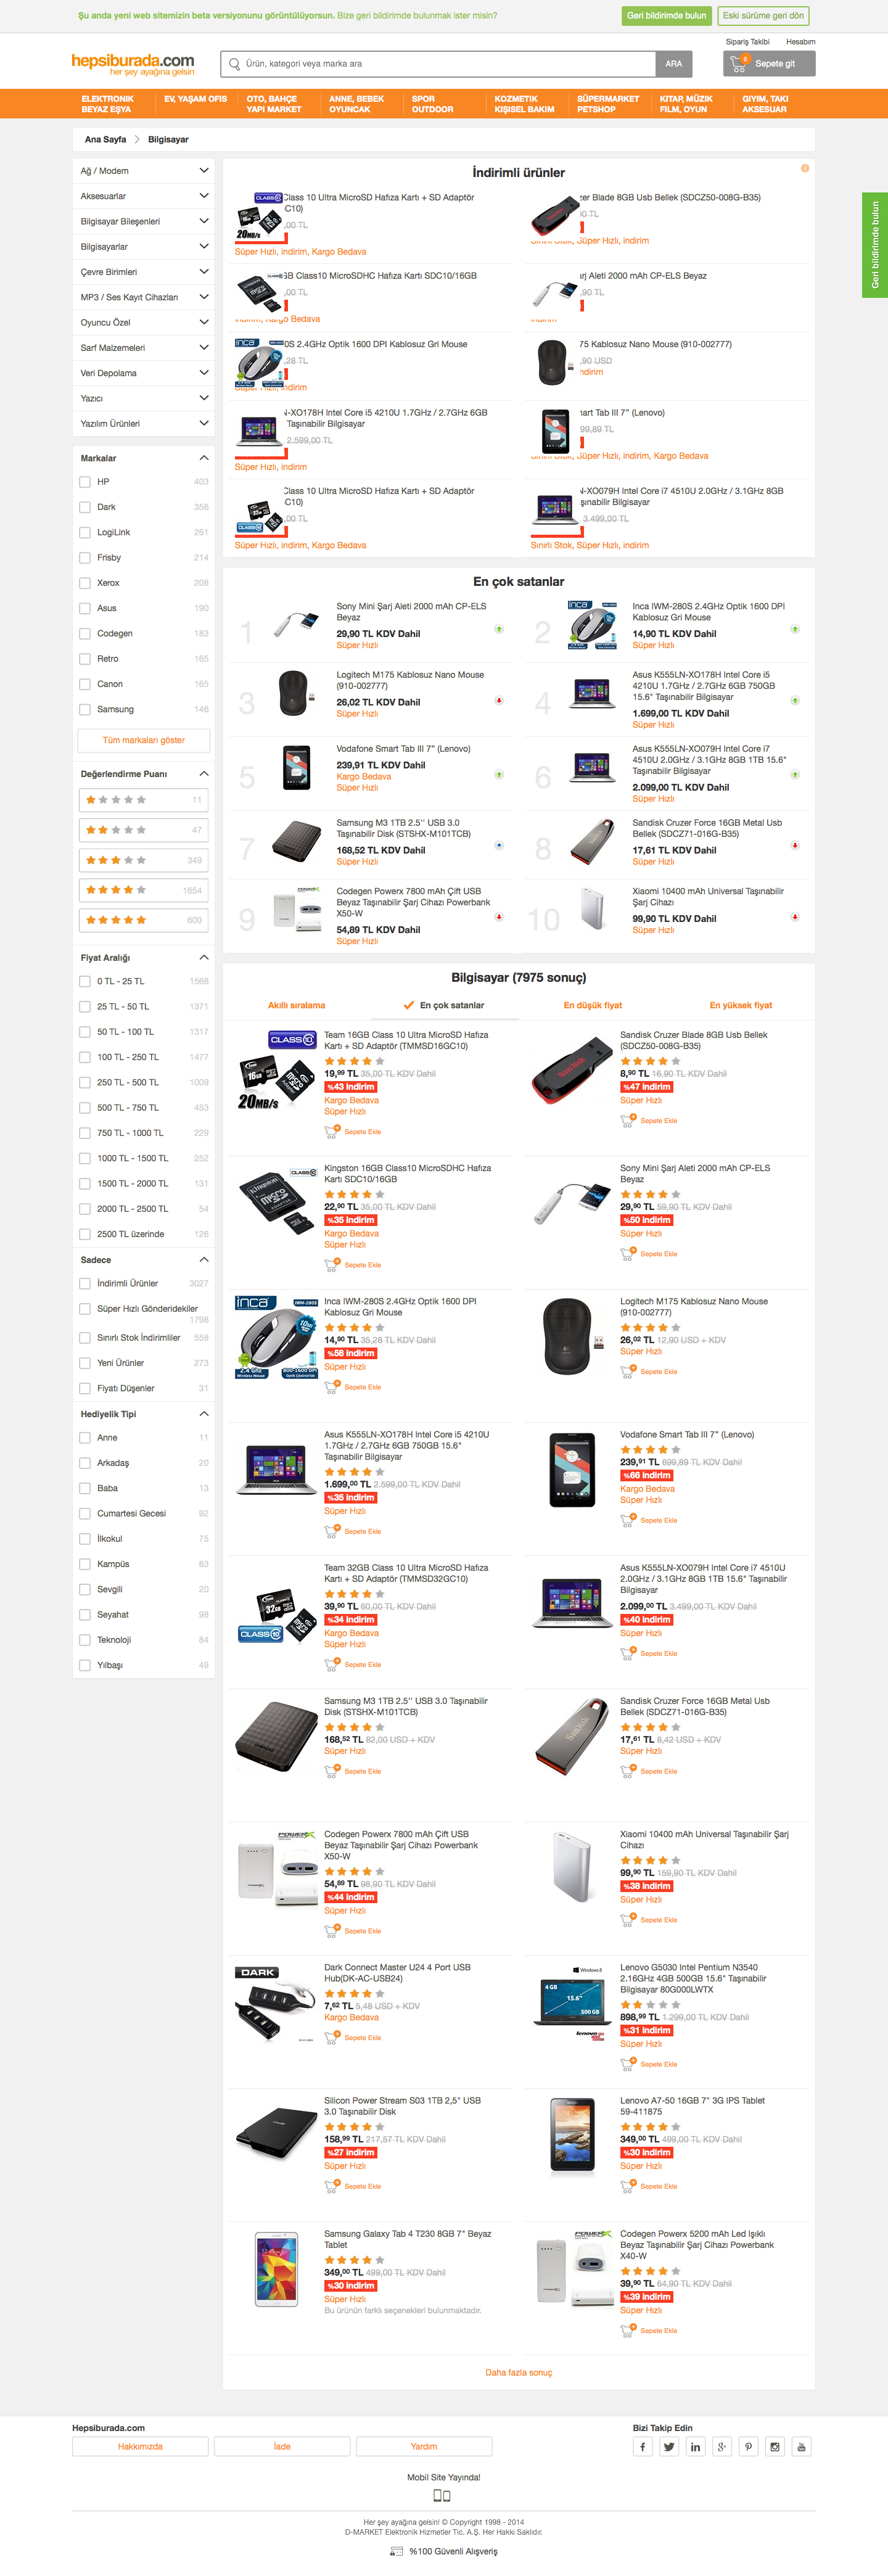 Şu anda yeni web sitemizin beta versiyonunu görüntülüyorsun. Bize geri bildirimde bulunmak ister misin?
Geri bildirimde bulun
Eski sürüme geri dön
Sipariş Takibi
Hesabım
hepsiburada.com
her şey ayağına gelsin
Ürün, kategori veya marka ara
ARA
0
Sepete git
ELEKTRONIK
BEYAZ EŞYA
EV, YAŞAM OFIS
OTO, BAHÇE
YAPI MARKET
ANNE, BEBEK
OYUNCAK
SPOR
OUTDOOR
KOZMETIK
KIŞISEL BAKIM
SÜPERMARKET
PETSHOP
KITAP, MÜZIK
FILM, OYUN
GIYIM, TAKI
AKSESUAR
Ana Sayfa
Bilgisayar
Geri bildirimde bulun
Ağ / Modem
Aksesuarlar
Bilgisayar Bileşenleri
Bilgisayarlar
Çevre Birimleri
MP3 / Ses Kayıt Cihazları
Oyuncu Özel
Sarf Malzemeleri
Veri Depolama
Yazıcı
Yazılım Ürünleri
Markalar
HP 403
Dark 356
LogiLink 261
Frisby 214
Xerox 208
Asus 190
Codegen 183
Retro 165
Canon 165
Samsung 146
Tüm markaları göster
Değerlendirme Puanı
11
47
349
1654
600
Fiyat Aralığı
0 TL - 25 TL 1568
25 TL - 50 TL 1371
50 TL - 100 TL 1317
100 TL - 250 TL 1477
250 TL - 500 TL 1009
500 TL - 750 TL 453
750 TL - 1000 TL 229
1000 TL - 1500 TL 252
1500 TL - 2000 TL 131
2000 TL - 2500 TL 54
2500 TL üzerinde 126
Sadece
İndirimli Ürünler 3027
Süper Hızlı Gönderidekiler
1796
Sınırlı Stok İndirimliler 558
Yeni Ürünler 273
Fiyatı Düşenler 31
Hediyelik Tipi
Anne 11
Arkadaş 20
Baba 13
Cumartesi Gecesi 92
İlkokul 75
Kampüs 83
Sevgili 20
Seyahat 98
Teknoloji 84
Yılbaşı 49
İndirimli ürünler
Class 10 Ultra MicroSD Hafıza Kartı + SD Adaptör
GC10)
,00 TL
Süper Hızlı, indirim, Kargo Bedava
zer Blade 8GB Usb Bellek (SDCZ50-008G-B35)
90 TL
Sınırlı Stok, Süper Hızlı, indirim
GB Class10 MicroSDHC Hafıza Kartı SDC10/16GB
,00 TL
indirim, Kargo Bedava
arj Aleti 2000 mAh CP-ELS Beyaz
,90 TL
indirim
0S 2.4GHz Optik 1600 DPI Kablosuz Gri Mouse
,28 TL
Süper Hızlı, indirim
75 Kablosuz Nano Mouse (910-002777)
,90 USD
indirim
N-XO178H Intel Core i5 4210U 1.7GHz / 2.7GHz 6GB
Taşınabilir Bilgisayar
2.599,00 TL
Süper Hızlı, indirim
nart Tab III 7" (Lenovo)
99,89 TL
Sınırlı Stok, Süper Hızlı, indirim, Kargo Bedava
Class 10 Ultra MicroSD Hafıza Kartı + SD Adaptör
GC10)
,00 TL
Süper Hızlı, indirim, Kargo Bedava
N-XO079H Intel Core i7 4510U 2.0GHz / 3.1GHz 8GB
şınabilir Bilgisayar
3.499,00 TL
Sınırlı Stok, Süper Hızlı, indirim
En çok satanlar
1
Sony Mini Şarj Aleti 2000 mAh CP-ELS
Beyaz
29,90 TL KDV Dahil
Süper Hızlı
2
Inca IWM-280S 2.4GHz Optik 1600 DPI
Kablosuz Gri Mouse
14,90 TL KDV Dahil
Süper Hızlı
3
Logitech M175 Kablosuz Nano Mouse
(910-002777)
26,02 TL KDV Dahil
Süper Hızlı
4
Asus K555LN-XO178H Intel Core i5
4210U 1.7GHz / 2.7GHz 6GB 750GB
15.6" Taşınabilir Bilgisayar
1.699,00 TL KDV Dahil
Süper Hızlı
5
Vodafone Smart Tab III 7" (Lenovo)
239,91 TL KDV Dahil
Kargo Bedava
Süper Hızlı
6
Asus K555LN-XO079H Intel Core i7
4510U 2.0GHz / 3.1GHz 8GB 1TB 15.6"
Taşınabilir Bilgisayar
2.099,00 TL KDV Dahil
Süper Hızlı
7
Samsung M3 1TB 2.5'' USB 3.0
Taşınabilir Disk (STSHX-M101TCB)
168,52 TL KDV Dahil
Süper Hızlı
8
Sandisk Cruzer Force 16GB Metal Usb
Bellek (SDCZ71-016G-B35)
17,61 TL KDV Dahil
Süper Hızlı
9
Codegen Powerx 7800 mAh Çift USB
Beyaz Taşınabilir Şarj Cihazı Powerbank
X50-W
54,89 TL KDV Dahil
Süper Hızlı
10
Xiaomi 10400 mAh Universal Taşınabilir
Şarj Cihazı
99,90 TL KDV Dahil
Süper Hızlı
Bilgisayar (7975 sonuç)
Akıllı sıralama
En çok satanlar
En düşük fiyat
En yüksek fiyat
Team 16GB Class 10 Ultra MicroSD Hafıza
Kartı + SD Adaptör (TMMSD16GC10)
19,99 TL 35,00 TL KDV Dahil
%43 indirim
Kargo Bedava
Süper Hızlı
Sepete Ekle
Sandisk Cruzer Blade 8GB Usb Bellek
(SDCZ50-008G-B35)
8,90 TL 16,90 TL KDV Dahil
%47 indirim
Süper Hızlı
Sepete Ekle
Kingston 16GB Class10 MicroSDHC Hafıza
Kartı SDC10/16GB
22,90 TL 35,00 TL KDV Dahil
%35 indirim
Kargo Bedava
Süper Hızlı
Sepete Ekle
Sony Mini Şarj Aleti 2000 mAh CP-ELS
Beyaz
29,90 TL 59,90 TL KDV Dahil
%50 indirim
Süper Hızlı
Sepete Ekle
Inca IWM-280S 2.4GHz Optik 1600 DPI
Kablosuz Gri Mouse
14,90 TL 35,28 TL KDV Dahil
%58 indirim
Süper Hızlı
Sepete Ekle
Logitech M175 Kablosuz Nano Mouse
(910-002777)
26,02 TL 12,90 USD + KDV
Süper Hızlı
Sepete Ekle
Asus K555LN-XO178H Intel Core i5 4210U
1.7GHz / 2.7GHz 6GB 750GB 15.6"
Taşınabilir Bilgisayar
1.699,00 TL 2.599,00 TL KDV Dahil
%35 indirim
Süper Hızlı
Sepete Ekle
Vodafone Smart Tab III 7" (Lenovo)
239,91 TL 699,89 TL KDV Dahil
%66 indirim
Kargo Bedava
Süper Hızlı
Sepete Ekle
Team 32GB Class 10 Ultra MicroSD Hafıza
Kartı + SD Adaptör (TMMSD32GC10)
39,90 TL 60,00 TL KDV Dahil
%34 indirim
Kargo Bedava
Süper Hızlı
Sepete Ekle
Asus K555LN-XO079H Intel Core i7 4510U
2.0GHz / 3.1GHz 8GB 1TB 15.6" Taşınabilir
Bilgisayar
2.099,00 TL 3.499,00 TL KDV Dahil
%40 indirim
Süper Hızlı
Sepete Ekle
Samsung M3 1TB 2.5'' USB 3.0 Taşınabilir
Disk (STSHX-M101TCB)
168,52 TL 82,00 USD + KDV
Süper Hızlı
Sepete Ekle
Sandisk Cruzer Force 16GB Metal Usb
Bellek (SDCZ71-016G-B35)
17,61 TL 8,42 USD + KDV
Süper Hızlı
Sepete Ekle
Codegen Powerx 7800 mAh Çift USB
Beyaz Taşınabilir Şarj Cihazı Powerbank
X50-W
54,89 TL 98,90 TL KDV Dahil
%44 indirim
Süper Hızlı
Sepete Ekle
Xiaomi 10400 mAh Universal Taşınabilir Şarj
Cihazı
99,90 TL 159,90 TL KDV Dahil
%38 indirim
Süper Hızlı
Sepete Ekle
Dark Connect Master U24 4 Port USB
Hub(DK-AC-USB24)
7,62 TL 5,48 USD + KDV
Kargo Bedava
Sepete Ekle
Lenovo G5030 Intel Pentium N3540
2.16GHz 4GB 500GB 15.6" Taşınabilir
Bilgisayar 80G000LWTX
898,99 TL 1.299,00 TL KDV Dahil
%31 indirim
Süper Hızlı
Sepete Ekle
Silicon Power Stream S03 1TB 2,5" USB
3.0 Taşınabilir Disk
158,99 TL 217,57 TL KDV Dahil
%27 indirim
Süper Hızlı
Sepete Ekle
Lenovo A7-50 16GB 7" 3G IPS Tablet
59-411875
349,00 TL 499,00 TL KDV Dahil
%30 indirim
Süper Hızlı
Sepete Ekle
Samsung Galaxy Tab 4 T230 8GB 7" Beyaz
Tablet
349,00 TL 499,00 TL KDV Dahil
%30 indirim
Süper Hızlı
Bu ürünün farklı seçenekleri bulunmaktadır.
Codegen Powerx 5200 mAh Led Işıklı
Beyaz Taşınabilir Şarj Cihazı Powerbank
X40-W
39,90 TL 64,90 TL KDV Dahil
%39 indirim
Süper Hızlı
Sepete Ekle
Daha fazla sonuç
Hepsiburada.com
Hakkımızda
İade
Yardım
Bizi Takip Edin
Mobil Site Yayında!
Her şey ayağına gelsin! © Copyright 1998 - 2014
D-MARKET Elektronik Hizmetler Tic. A.Ş. Her Hakkı Saklıdır.
%100 Güvenli Alışveriş